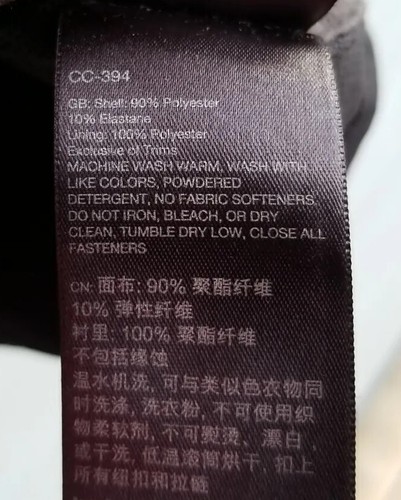 CC-394
GB: Shell: 90% Polyester
10% Elastane
Lining: 100% Polyester
Exclusive of Trims
MACHINE WASH WARM, WASH WITH
LIKE COLORS, POWDERED
DETERGENT, NO FABRIC SOFTENERS,
DO NOT IRON, BLEACH, OR DRY
CLEAN, TUMBLE DRY LOW, CLOSE ALL
FASTENERS
CN: 面布: 90% 聚酯纤维
10% 弹性纤维
衬里: 100% 聚酯纤维
不包括缘蚀
温水机洗, 可与类似色衣物同
时洗涤, 洗衣粉, 不可使用织
物柔软剂, 不可熨烫、漂白、
或干洗, 低温滚筒烘干, 扣上
所有纽扣和拉链